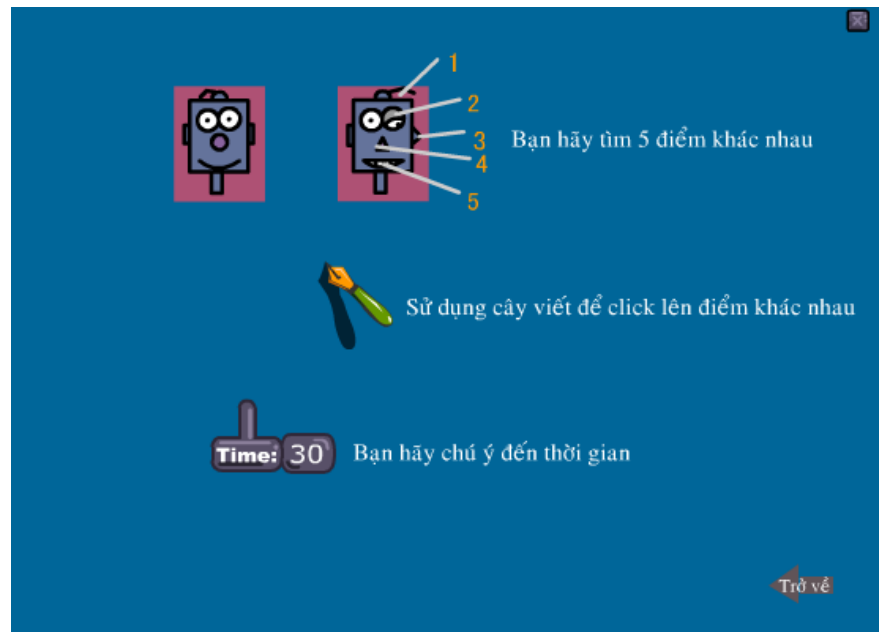 1
2
3
4
5
Bạn hãy tìm 5 điểm khác nhau
Sử dụng cây viết để click lên điểm khác nhau
Time: 30
Bạn hãy chú ý đến thời gian
Trở về